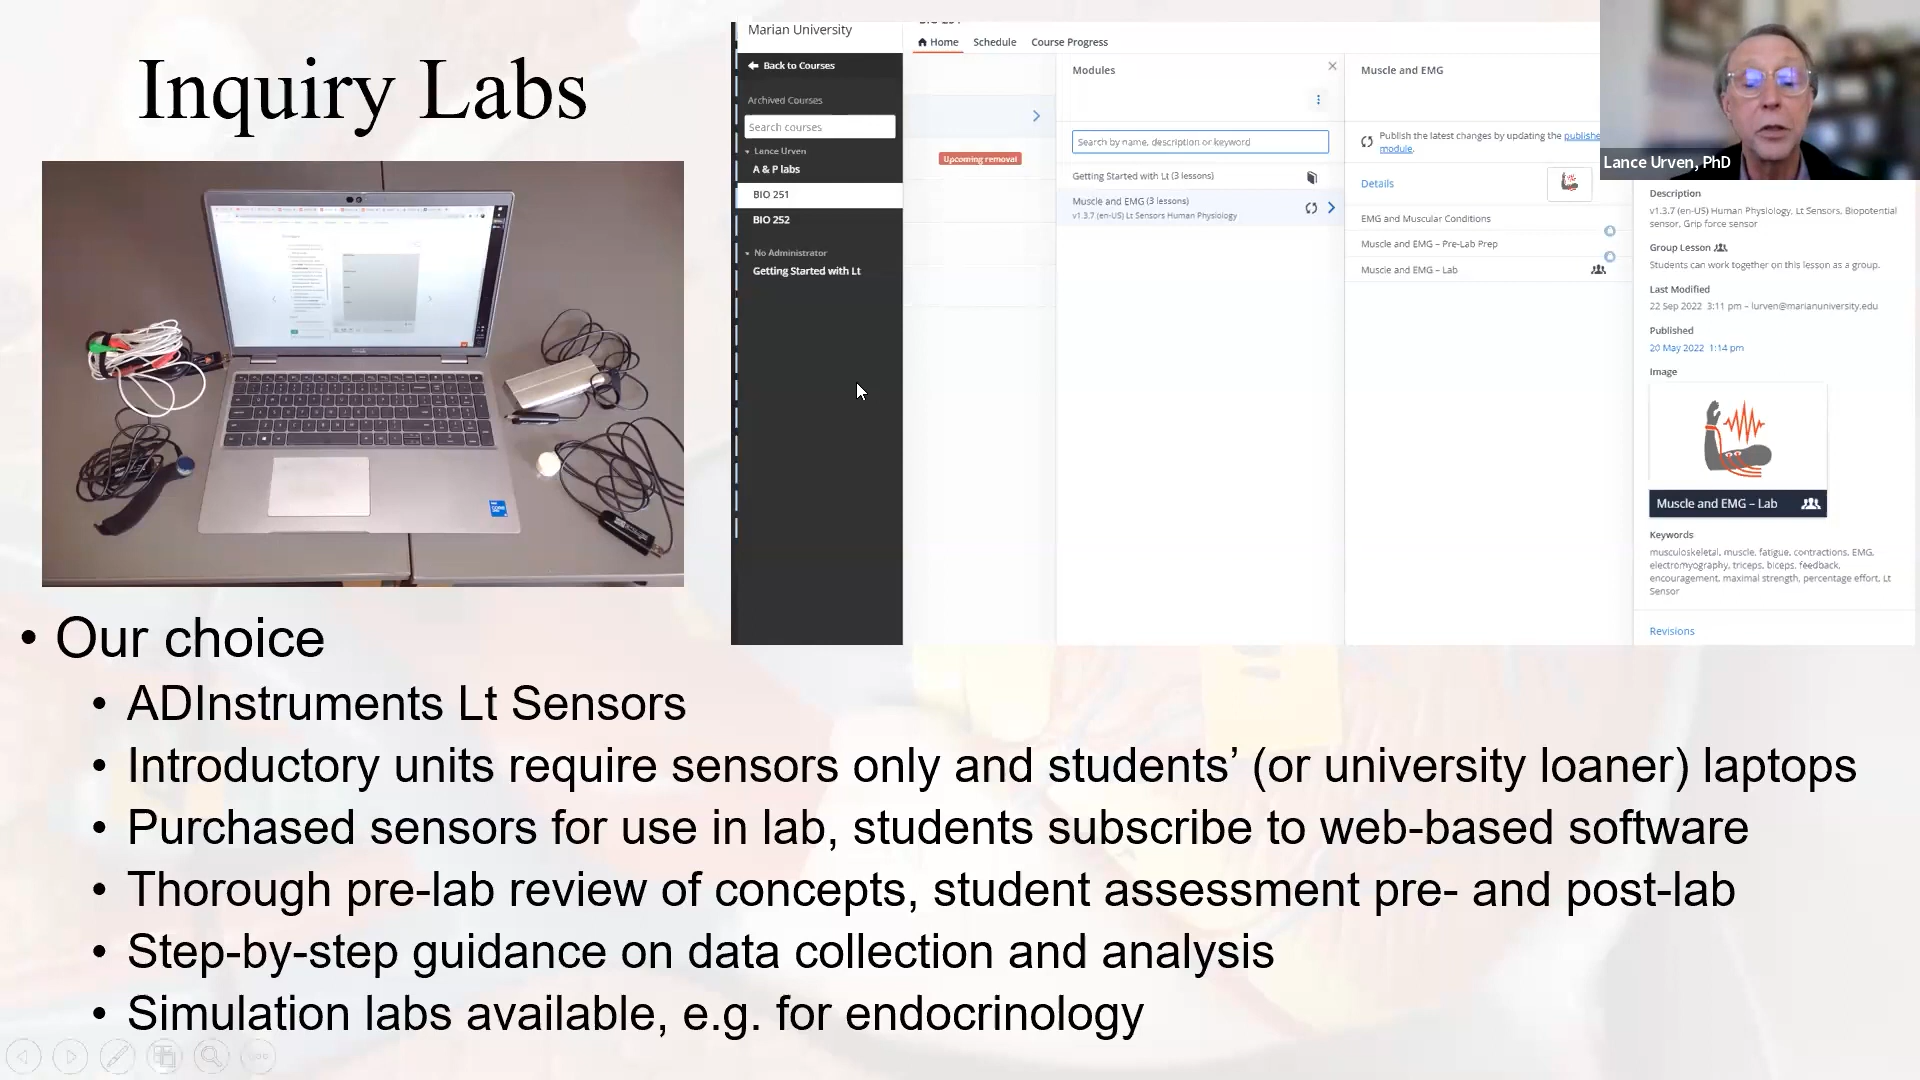 Inquiry Labs
Marian University
Back to Courses
Archived Courses
Search courses
Lance Urven
A & P labs
BIO 251
BIO 252
No Administrator
Getting Started with Lt
Home Schedule Course Progress
Upcoming removal
Modules
Search by name, description or keyword
Getting Started with Lt (3 lessons)
Muscle and EMG (3 lessons)
v1.3.7 (en-US) Lt Sensors Human Physiology
Muscle and EMG
Publish the latest changes by updating the
module.
Details
EMG and Muscular Conditions
Muscle and EMG – Pre-Lab Prep
Muscle and EMG – Lab
Lance Urven, PhD
Description
v1.3.7 (en-US) Human Physiology, Lt Sensors, Biopotential
sensor, Grip force sensor
Group Lesson
Students can work together on this lesson as a group.
Last Modified
22 Sep 2022 3:11 pm – lurven@marianuniversity.edu
Published
20 May 2022 1:14 pm
Image
Muscle and EMG – Lab
Keywords
musculoskeletal, muscle, fatigue, contractions, EMG,
electromyography, triceps, biceps, feedback,
encouragement, maximal strength, percentage effort, Lt
Sensor
Revisions
• Our choice
• ADInstruments Lt Sensors
• Introductory units require sensors only and students’ (or university loaner) laptops
• Purchased sensors for use in lab, students subscribe to web-based software
• Thorough pre-lab review of concepts, student assessment pre- and post-lab
• Step-by-step guidance on data collection and analysis
• Simulation labs available, e.g. for endocrinology